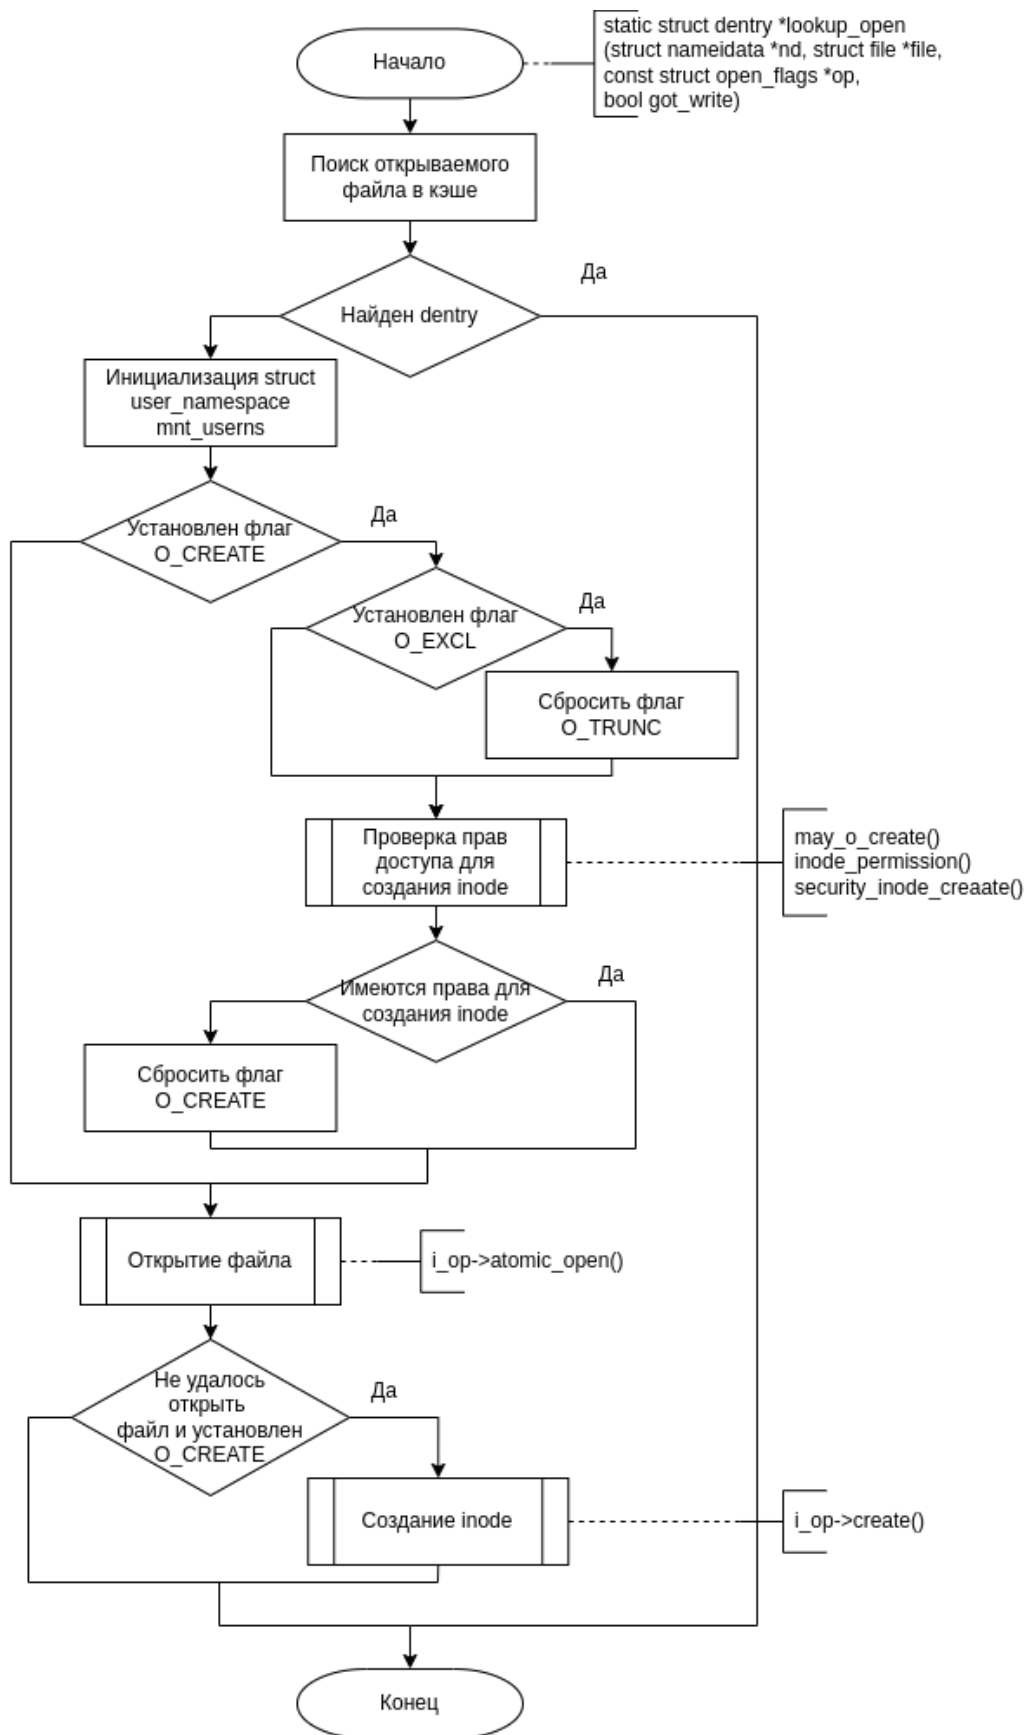 Начало
static struct dentry *lookup_open
(struct nameidata *nd, struct file *file,
const struct open_flags *op,
bool got_write)
Поиск открываемого
файла в кэше
Да
Найден dentry
Инициализация struct
user_namespace
mnt_userns
Да
Установлен флаг
O_CREATE
Да
Установлен флаг
O_EXCL
Сбросить флаг
O_TRUNC
Проверка прав
доступа для
создания inode
may_o_create()
inode_permission()
security_inode_creaate()
Да
Имеются права для
создания inode
Сбросить флаг
O_CREATE
Открытие файла
i_op->atomic_open()
Не удалось
открыть
файл и установлен
O_CREATE
Да
Создание inode
i_op->create()
Конец